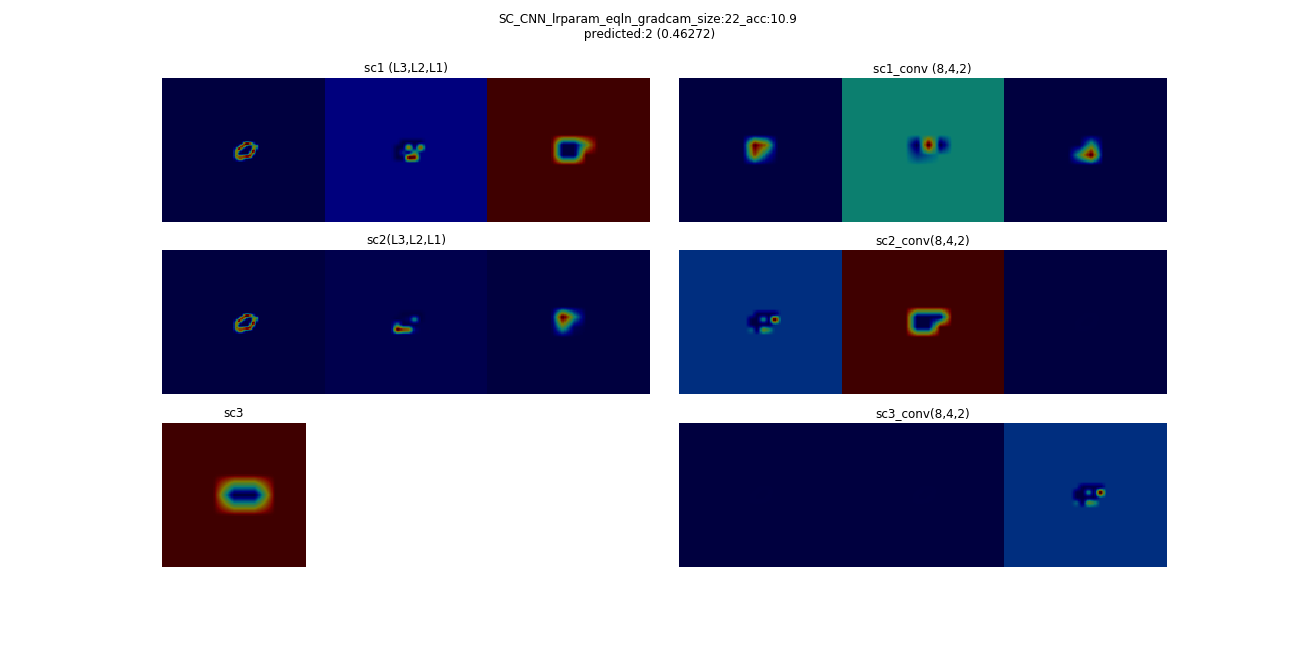 SC_CNN_lrparam_eqln_gradcam_size:22_acc:10.9
predicted:2 (0.46272)
sc1 (L3,L2,L1)
sc1_conv (8,4,2)
sc2(L3,L2,L1)
sc2_conv(8,4,2)
sc3
sc3_conv(8,4,2)